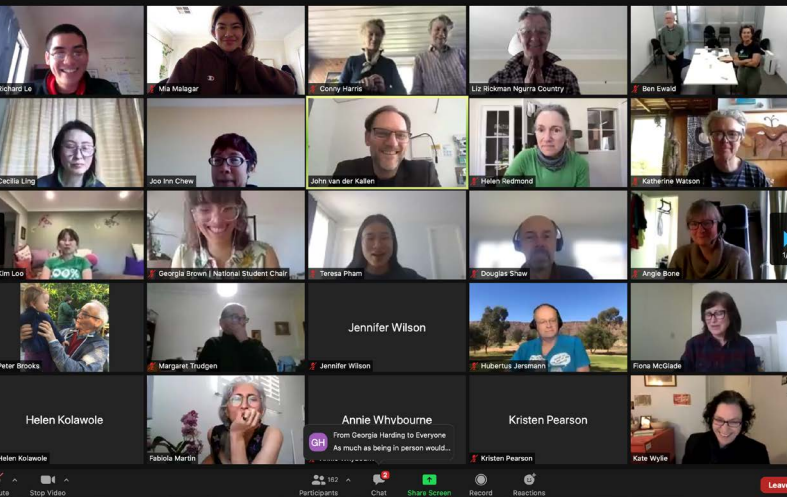 Richard Le
Mia Malagar
Conny Harris
Liz Rickman Ngurra Country
Ben Ewald
Cecilia Ling
Joo Inn Chew
John van der Kallen
Helen Redmond
Katherine Watson
Kim Loo
Georgia Brown | National Student Chair
Teresa Pham
Douglas Shaw
Angie Bone
Peter Brooks
Margaret Trudgen
Jennifer Wilson
Jennifer Wilson
Hubertus Jersmann
Fiona McGlade
Helen Kolawole
Helen Kolawole
Fabiola Martin
Annie Whybourne
GH
From Georgia Harding to Everyone
As much as being in person would...
Kristen Pearson
Kristen Pearson
Kate Wylie
Stop Video
162
Participants
2
Chat
Share Screen
Record
Reactions
Leave